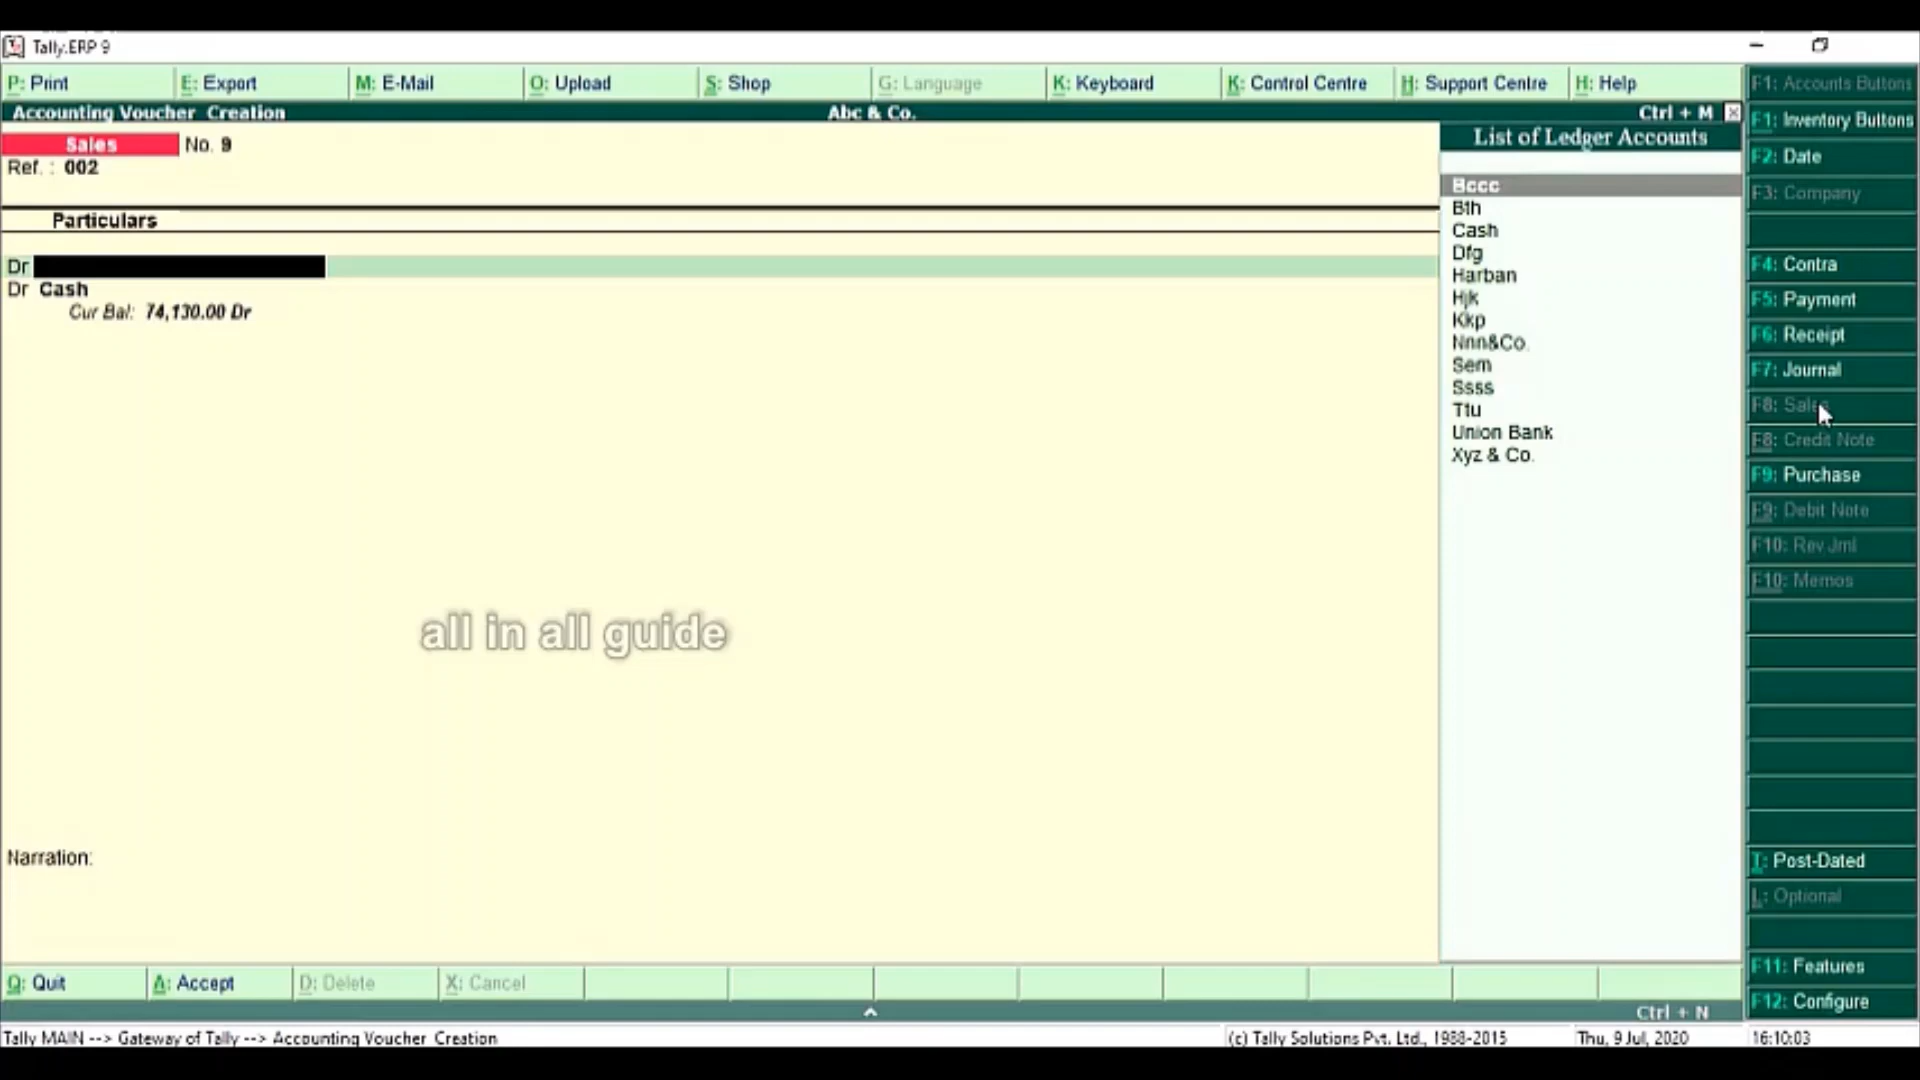 Tally.ERP 9
P: Print E: Export M: E-Mail O: Upload S: Shop G: Language K: Keyboard K: Control Centre H: Support Centre H: Help
Accounting Voucher Creation Abc & Co. Ctrl + M
Sales No. 9
Ref. : 002
Particulars
Dr
Dr Cash
Cur Bal: 74,130.00 Dr
all in all guide
Narration:
List of Ledger Accounts
Bccc
Bth
Cash
Dfg
Harban
Hjk
Kkp
Nnn&Co.
Sem
Ssss
Ttu
Union Bank
Xyz & Co.
F1: Accounts Buttons
F1: Inventory Buttons
F2: Date
F3: Company
F4: Contra
F5: Payment
F6: Receipt
F7: Journal
F8: Sales
F8: Credit Note
F9: Purchase
F9: Debit Note
F10: Rev Jrnl
F10: Memos
T: Post-Dated
L: Optional
F11: Features
F12: Configure
Q: Quit A: Accept D: Delete X: Cancel
Ctrl + N
Tally MAIN --> Gateway of Tally --> Accounting Voucher Creation (c) Tally Solutions Pvt. Ltd., 1988-2015 Thu, 9 Jul, 2020 16:10:03